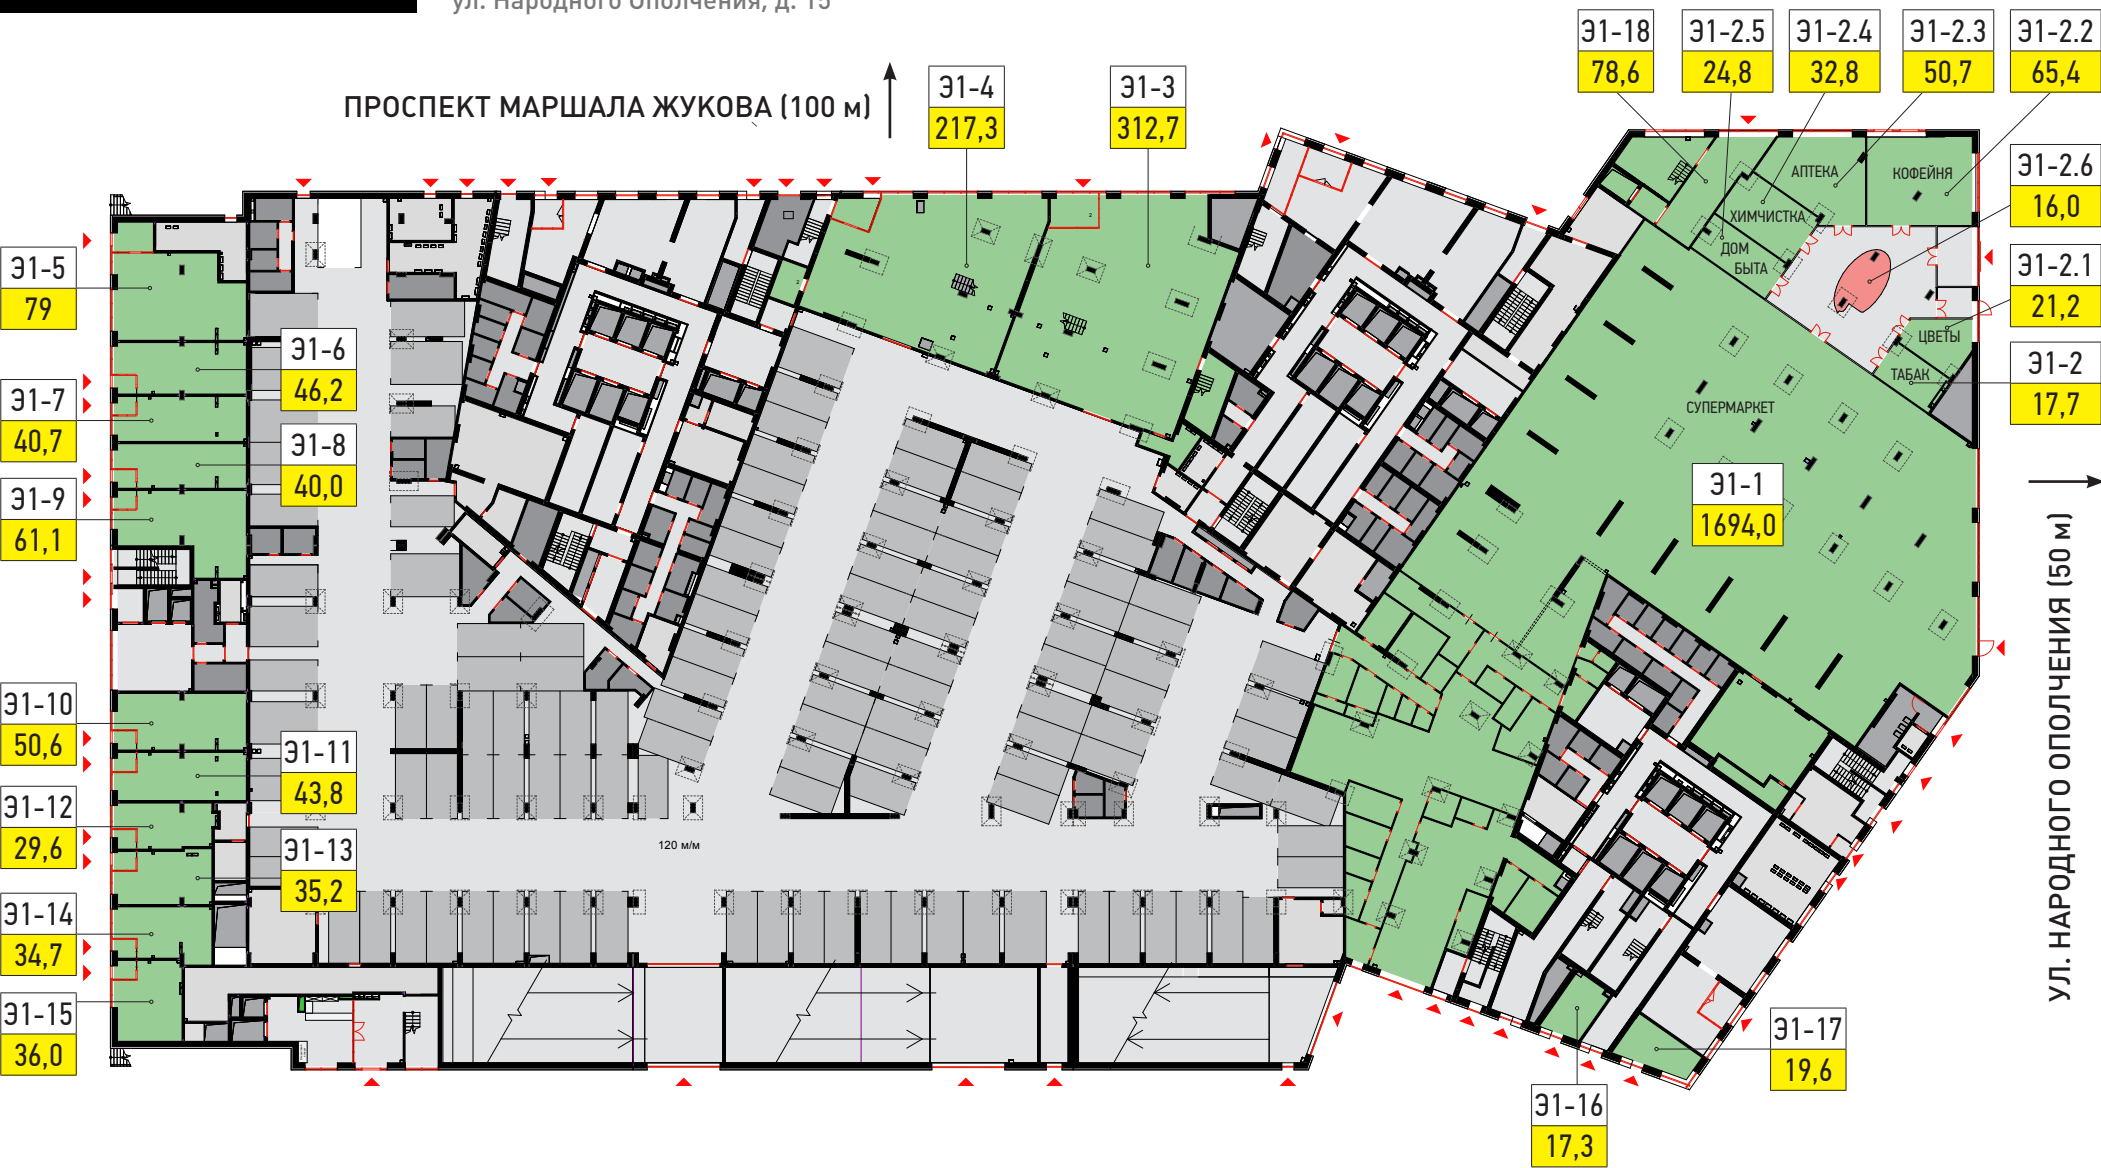 ул. Народного Ополчения, д. 15
Э1-18
78,6
Э1-2.5
24,8
Э1-2.4
32,8
Э1-2.3
50,7
Э1-2.2
65,4
ПРОСПЕКТ МАРШАЛА ЖУКОВА (100 м)
Э1-4
217,3
Э1-3
312,7
Э1-2.6
16,0
АПТЕКА
КОФЕЙНЯ
ХИМЧИСТКА
ДОМ
БЫТА
Э1-2.1
21,2
ЦВЕТЫ
ТАБАК
Э1-2
17,7
СУПЕРМАРКЕТ
Э1-1
1694,0
Э1-5
79
Э1-6
46,2
Э1-7
40,7
Э1-8
40,0
Э1-9
61,1
Э1-10
50,6
Э1-11
43,8
Э1-12
29,6
Э1-13
35,2
Э1-14
34,7
Э1-15
36,0
120 м/м
УЛ. НАРОДНОГО ОПОЛЧЕНИЯ (50 м)
Э1-17
19,6
Э1-16
17,3